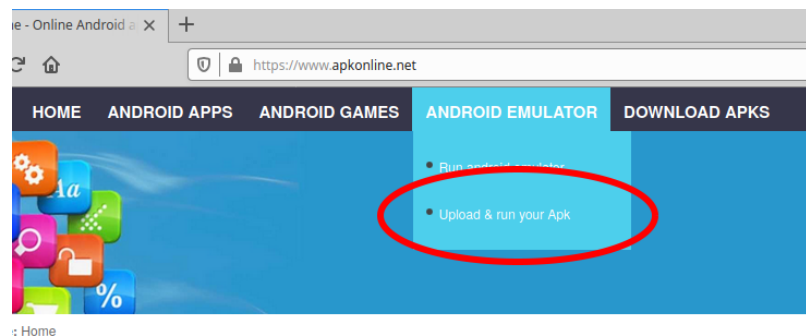 ne - Online Android a
https://www.apkonline.net
HOME ANDROID APPS ANDROID GAMES ANDROID EMULATOR DOWNLOAD APKS
Run android emulator
Upload & run your Apk
Aa
%
: Home